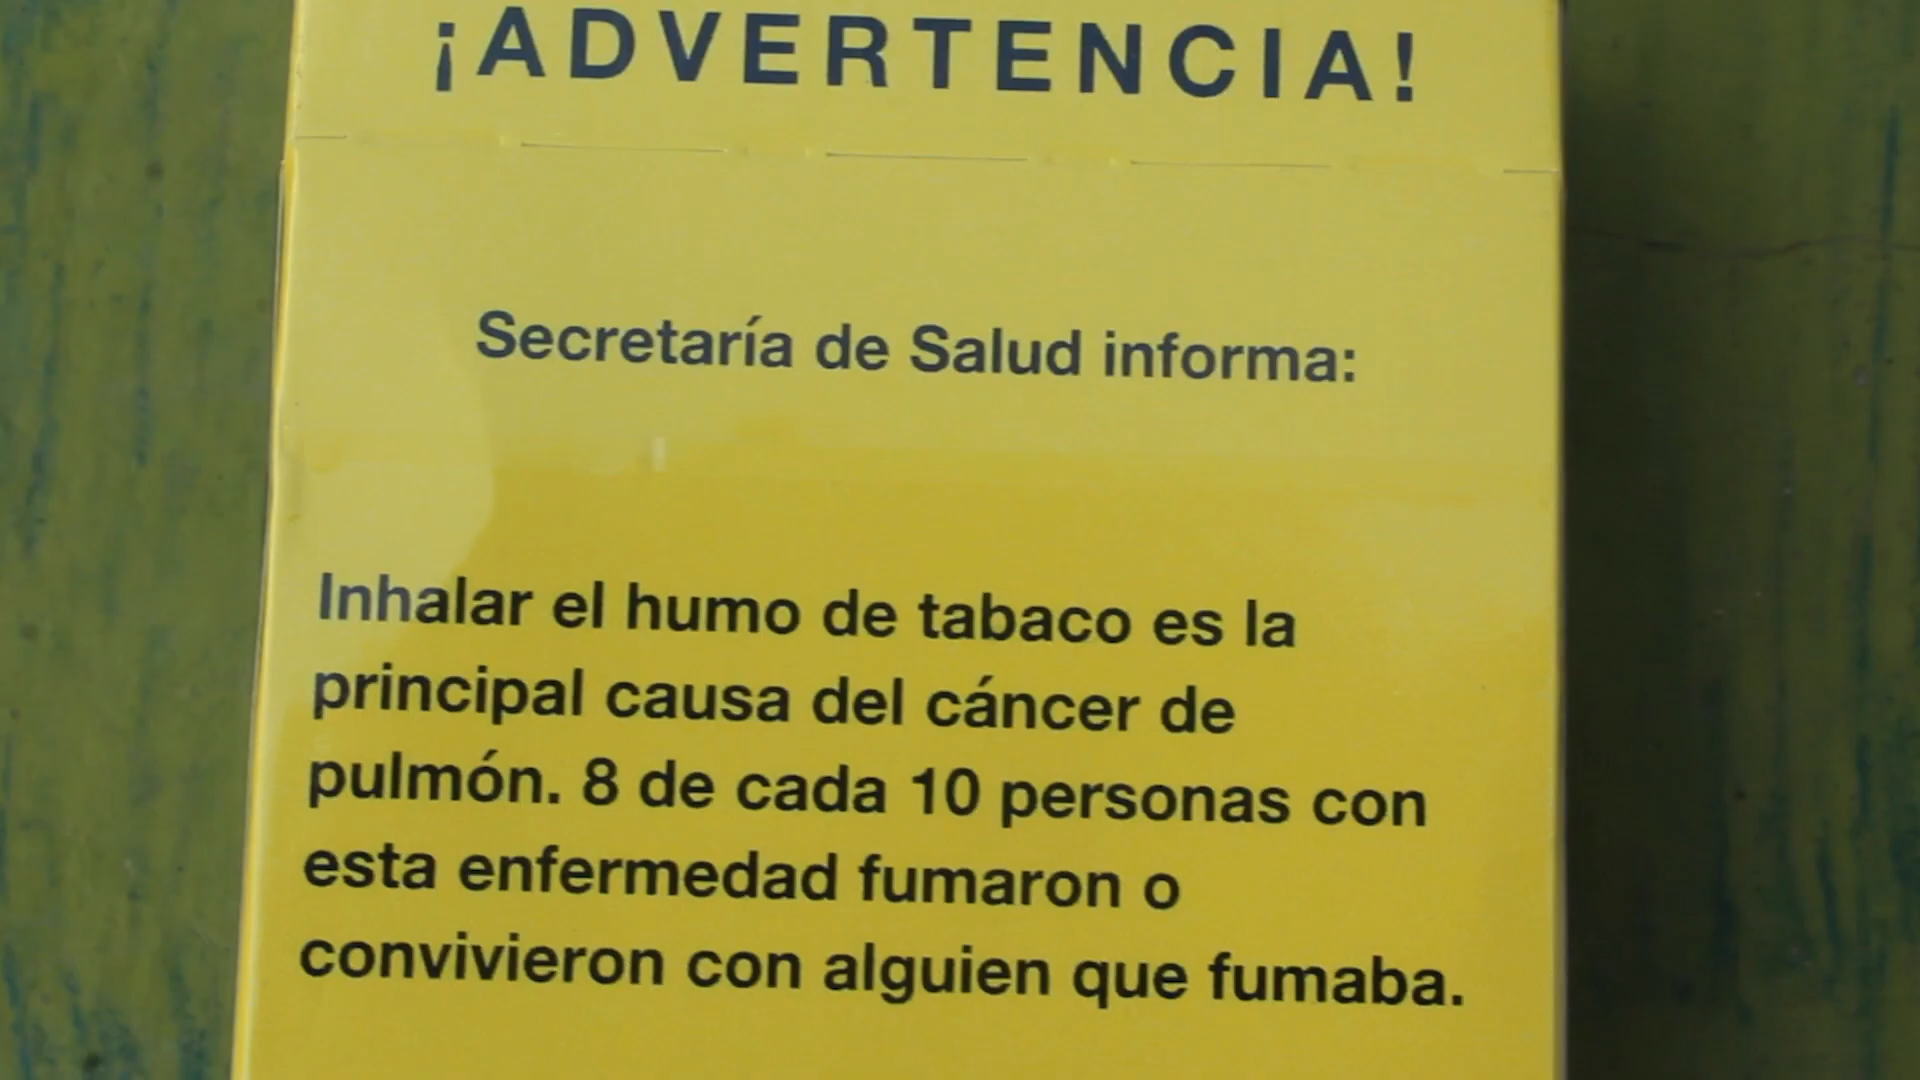 ¡ADVERTENCIA!
Secretaría de Salud informa:
Inhalar el humo de tabaco es la
principal causa del cáncer de
pulmón. 8 de cada 10 personas con
esta enfermedad fumaron o
convivieron con alguien que fumaba.